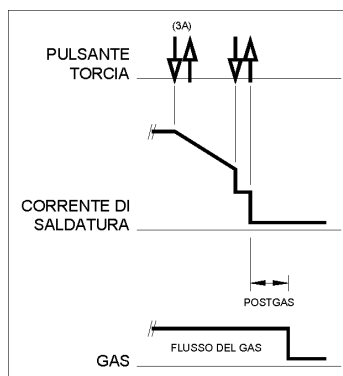 (3A)
PULSANTE
TORCIA
CORRENTE DI
SALDATURA
POSTGAS
FLUSSO DEL GAS
GAS